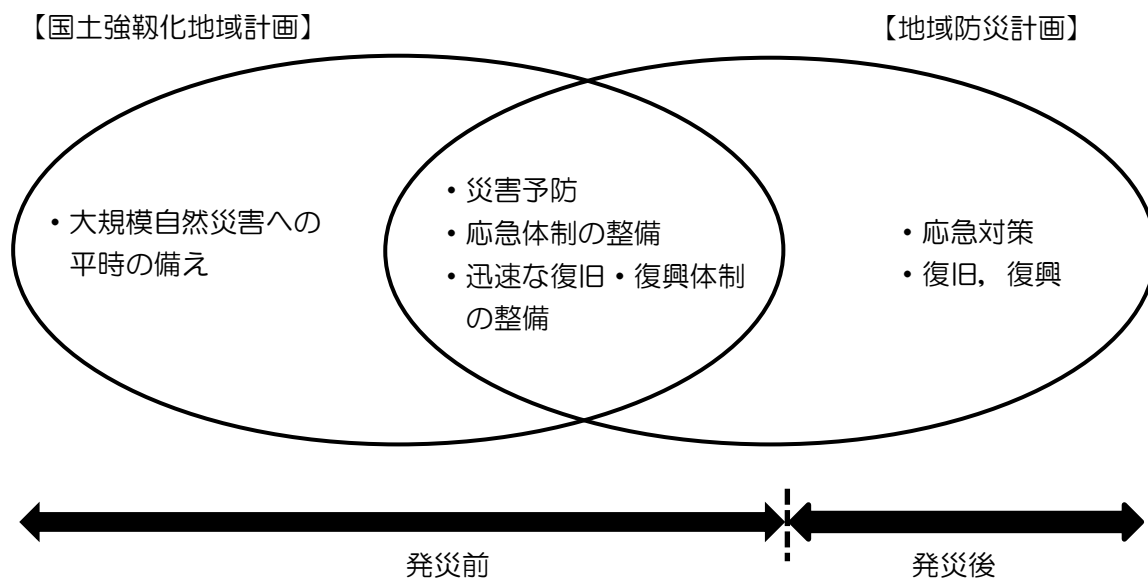 【国土強靱化地域計画】
【地域防災計画】
・大規模自然災害への
平時の備え
・災害予防
・応急体制の整備
・迅速な復旧・復興体制
の整備
・応急対策
・復旧，復興
発災前
発災後